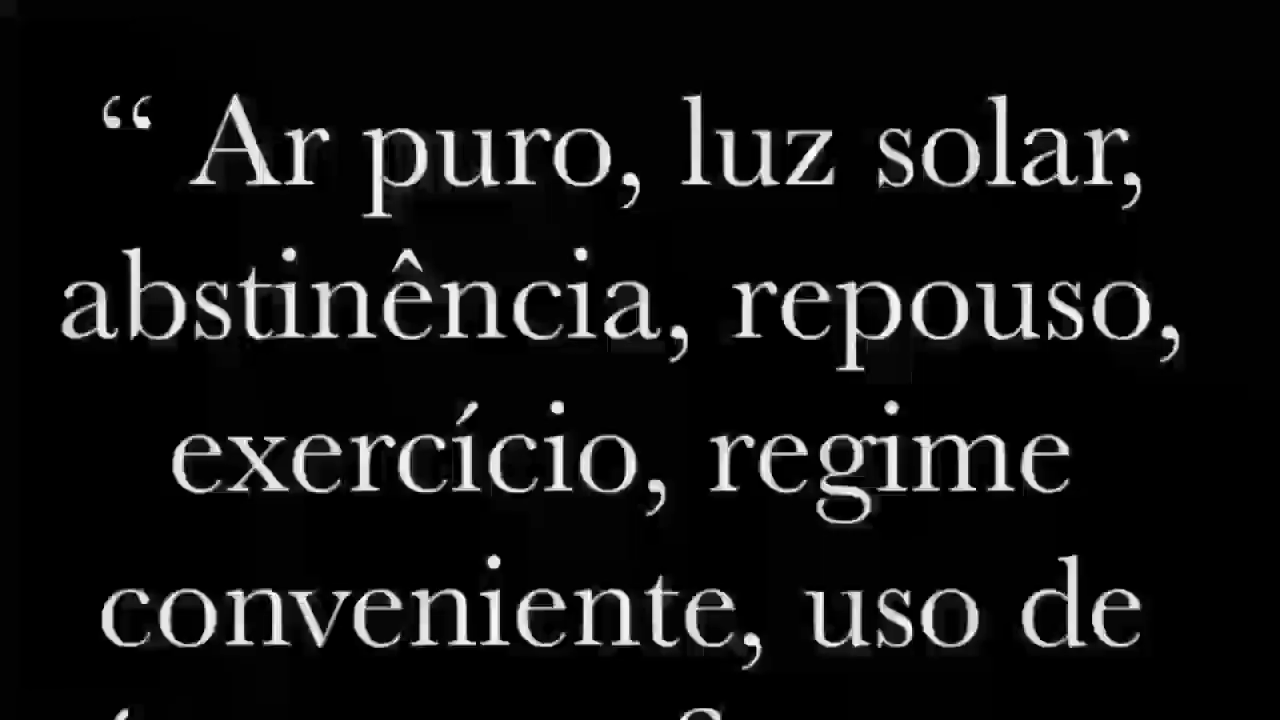 “ Ar puro, luz solar,
abstinência, repouso,
exercício, regime
conveniente, uso de